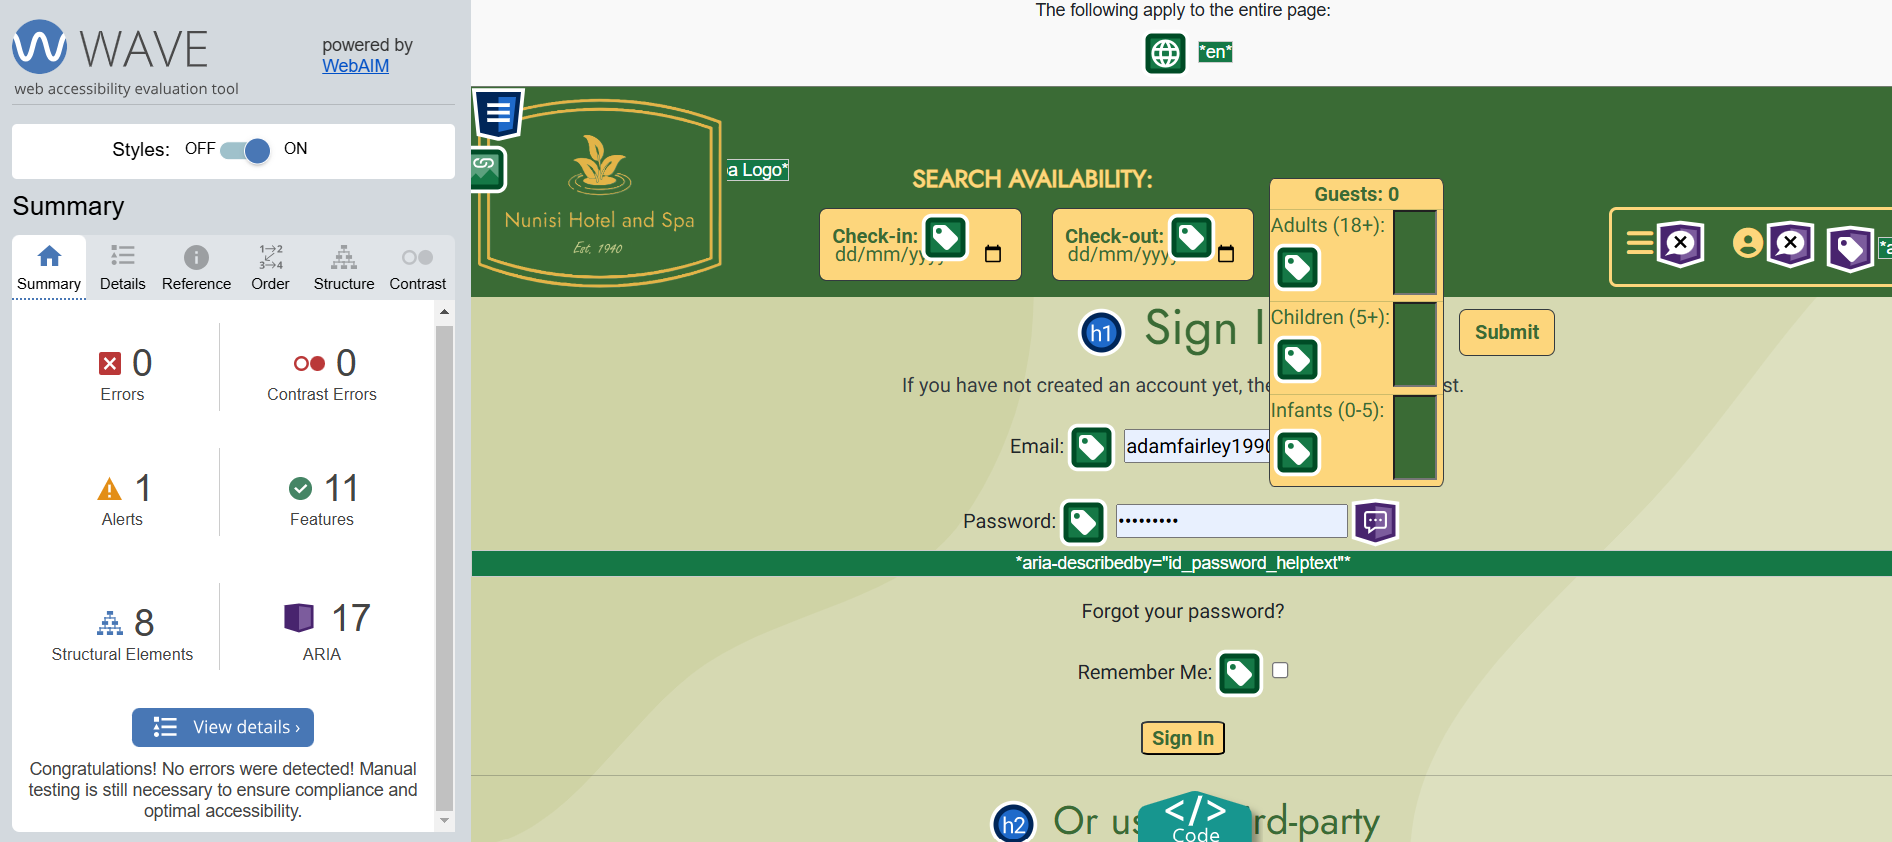 WAVE
powered by
WebAIM
web accessibility evaluation tool
Styles: OFF ON
Summary
Summary Details Reference Order Structure Contrast
0
Errors
0
Contrast Errors
1
Alerts
11
Features
8
Structural Elements
17
ARIA
View details ›
Congratulations! No errors were detected! Manual
testing is still necessary to ensure compliance and
optimal accessibility.
The following apply to the entire page:
*en*
Nunisi Hotel and Spa
Est. 1940
a Logo*
SEARCH AVAILABILITY:
Check-in:
dd/mm/yyyy
Check-out:
dd/mm/yyyy
Guests: 0
Adults (18+):
Children (5+):
Infants (0-5):
Submit
*a
h1 Sign I
If you have not created an account yet, the st.
Email: adamfairley1990
Password: •••••••••
*aria-describedby="id_password_helptext"*
Forgot your password?
Remember Me:
Sign In
h2 Or us rd-party
</> Code